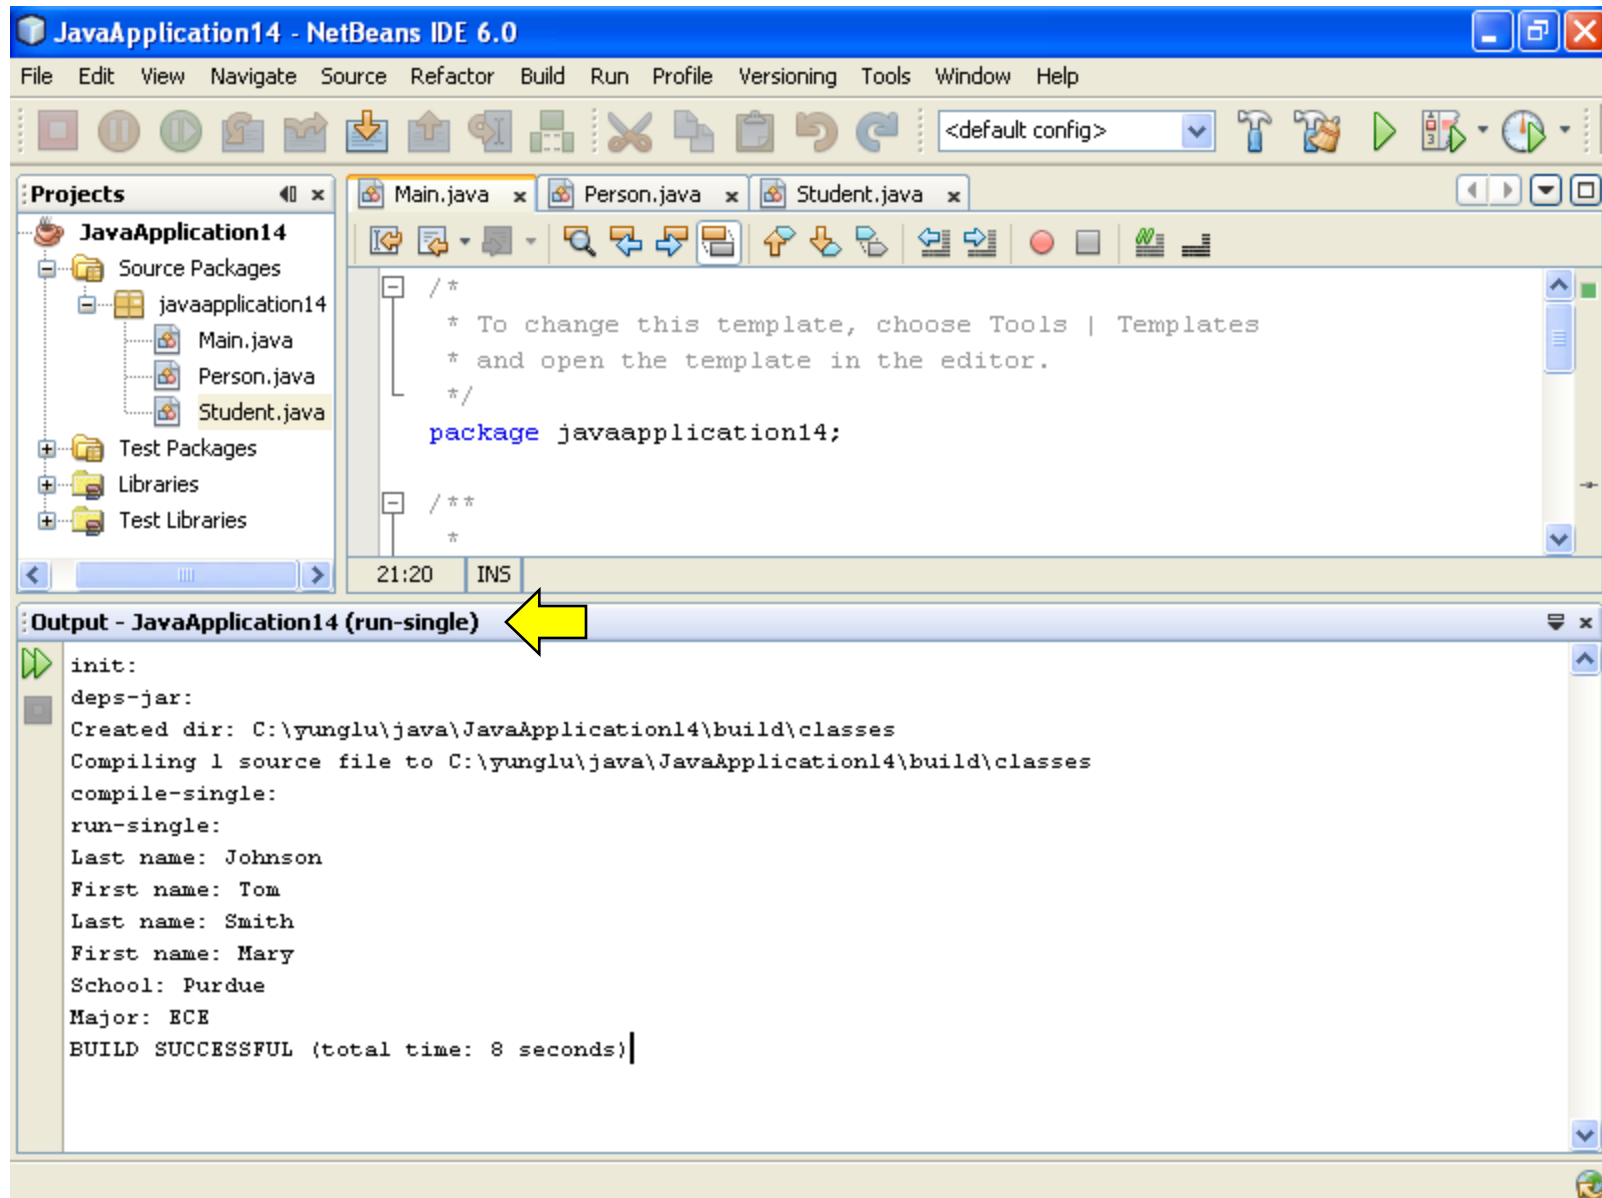 JavaApplication14 - NetBeans IDE 6.0
File Edit View Navigate Source Refactor Build Run Profile Versioning Tools Window Help
<default config>
Projects
JavaApplication14
Source Packages
javaapplication14
Main.java
Person.java
Student.java
Test Packages
Libraries
Test Libraries
Main.java Person.java Student.java
/*
* To change this template, choose Tools | Templates
* and open the template in the editor.
*/
package javaapplication14;
/**
*
21:20 INS
Output - JavaApplication14 (run-single)
init:
deps-jar:
Created dir: C:\yunglu\java\JavaApplication14\build\classes
Compiling 1 source file to C:\yunglu\java\JavaApplication14\build\classes
compile-single:
run-single:
Last name: Johnson
First name: Tom
Last name: Smith
First name: Mary
School: Purdue
Major: ECE
BUILD SUCCESSFUL (total time: 8 seconds)